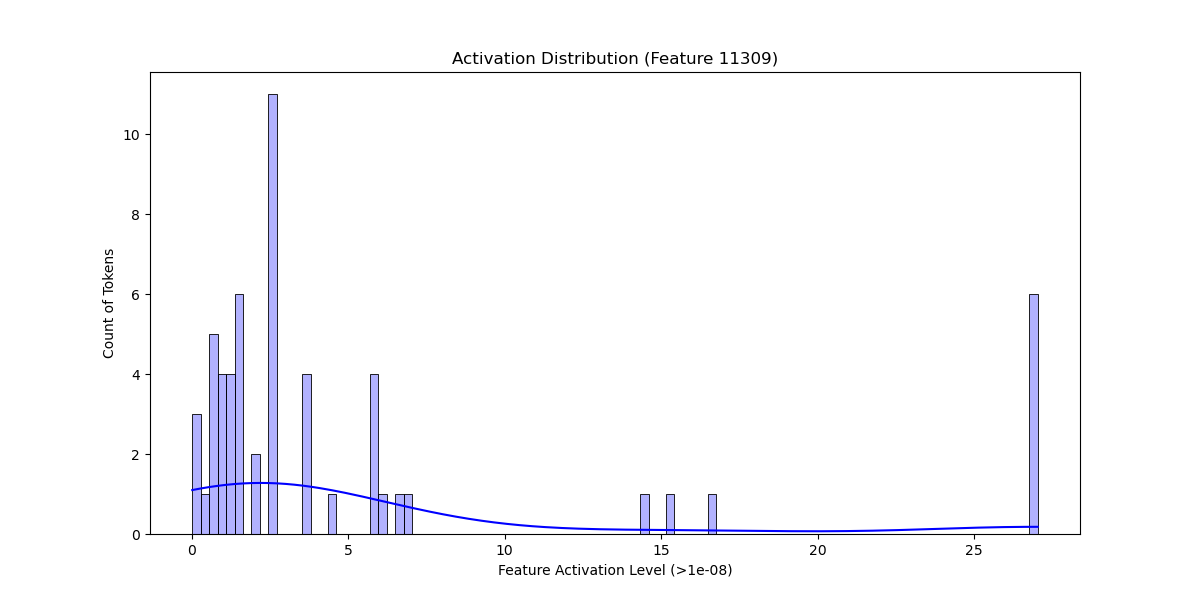 Activation Distribution (Feature 11309)
10
8
6
4
2
0
Count of Tokens
0 5 10 15 20 25
Feature Activation Level (>1e-08)